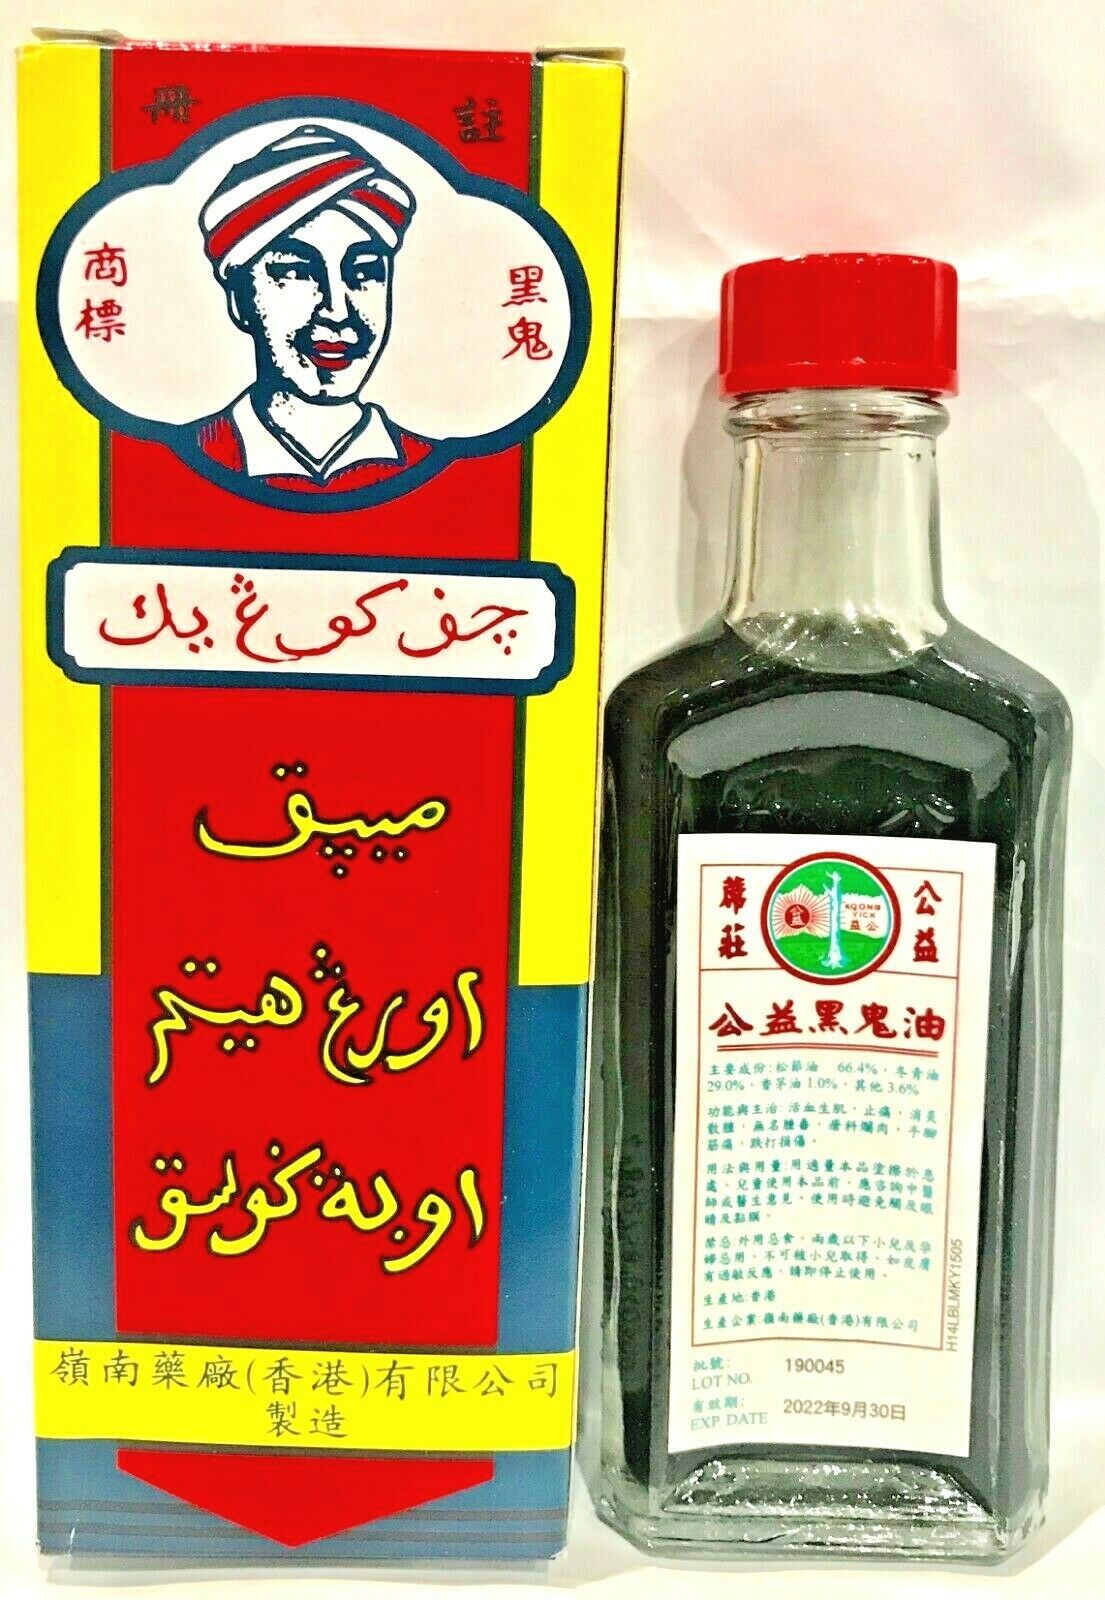 註冊
黑鬼
商標
چڤ كوڠ يك
ميپق
اورڠ هيتم
嶺南藥廠(香港)有限公司
製造
公益
蓆莊
KOONG
YICK
公益
公益
公益黑鬼油
主要成份:松節油 66.4%，冬青油
29.0%，香茅油1.0%，其他3.6%
功能與主治:活血生肌，止痛，消炎
散腫，無名腫毒，瘡科爛肉，手腳
筋痛，跌打損傷。
用法與用量:用適量本品塗擦於患
處。兒童使用本品前，應咨詢中醫
師或醫生意見。使用時避免觸及眼
睛及黏膜。
禁忌:外用忌食，兩歲以下小兒及孕
婦忌用，不可被小兒取得。如皮膚
有過敏反應，請即停止使用。
生產地:香港
生產企業 嶺南藥廠(香港)有限公司
批號:
LOT NO. 190045
有效期:
EXP. DATE 2022年9月30日
H14LBLMKY1505